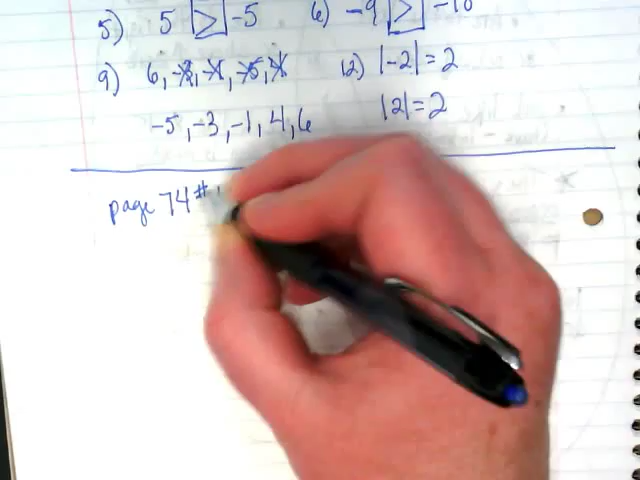 5) 5 > -5 6) -9 > -10
9) 6, -3, -1, -5, 4 12) |-2| = 2
-5, -3, -1, 4, 6 |2| = 2
page 74 #